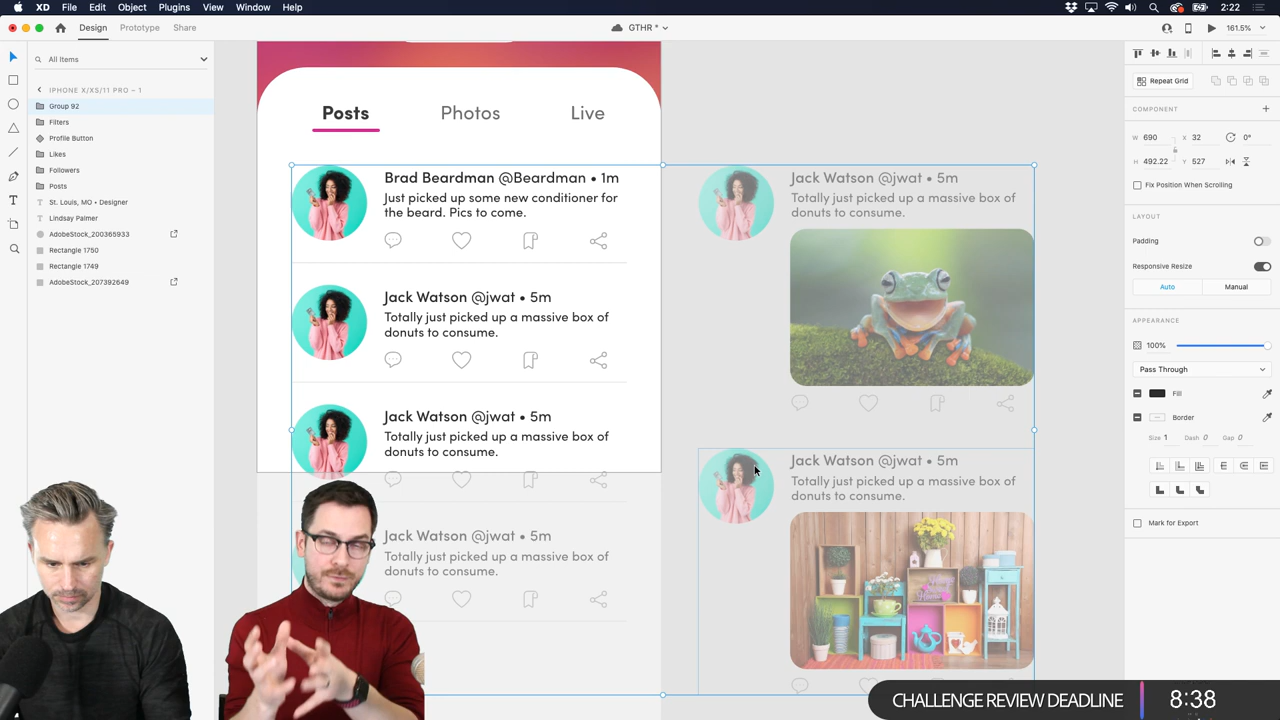 XD File Edit Object Plugins View Window Help
2:22
Design Prototype Share
GTHR *
161.5%
All Items
Repeat Grid
IPHONE X/XS/11 PRO – 1
Group 92
Filters
Profile Button
Likes
Followers
Posts
St. Louis, MO • Designer
Lindsay Palmer
AdobeStock_200365933
Rectangle 1750
Rectangle 1749
AdobeStock_207392649
Posts Photos Live
Brad Beardman @Beardman • 1m
Just picked up some new conditioner for
the beard. Pics to come.
Jack Watson @jwat • 5m
Totally just picked up a massive box of
donuts to consume.
Jack Watson @jwat • 5m
Totally just picked up a massive box of
donuts to consume.
Jack Watson @jwat • 5m
Totally just picked up a massive box of
donuts to consume.
Jack Watson @jwat • 5m
Totally just picked up a massive box of
donuts to consume.
Jack Watson @jwat • 5m
Totally just picked up a massive box of
donuts to consume.
COMPONENT
W 690 X 32 0°
H 492.22 Y 527
Fix Position When Scrolling
LAYOUT
Padding
Responsive Resize
Auto Manual
APPEARANCE
100%
Pass Through
Fill
Border
Size 1 Dash 0 Gap 0
Mark for Export
CHALLENGE REVIEW DEADLINE 8:38